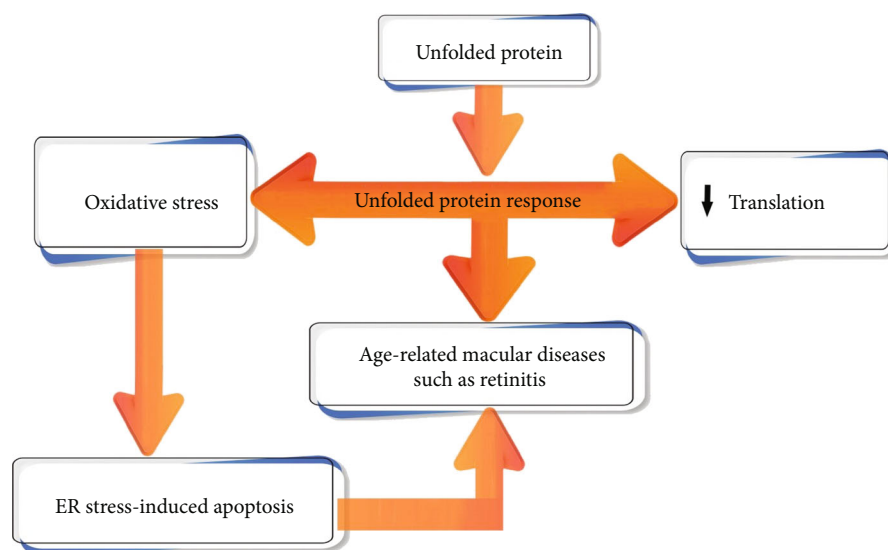 Unfolded protein
Oxidative stress
Unfolded protein response
Translation
Age-related macular diseases
such as retinitis
ER stress-induced apoptosis